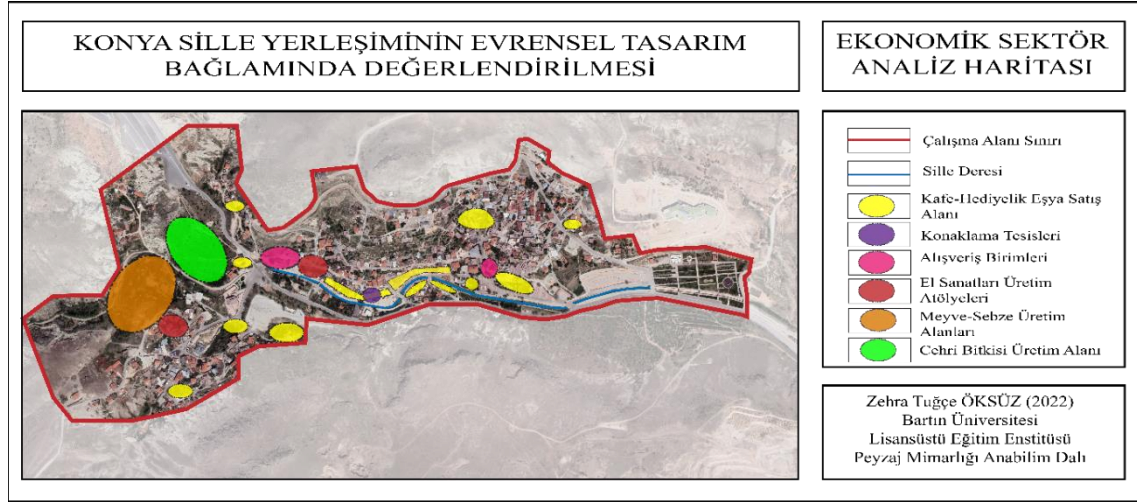 KONYA SİLLE YERLEŞİMİNİN EVRENSEL TASARIM
BAĞLAMINDA DEĞERLENDİRİLMESİ
EKONOMİK SEKTÖR
ANALİZ HARİTASI
Çalışma Alanı Sınırı
Sille Deresi
Kafe-Hediyelik Eşya Satış
Alanı
Konaklama Tesisleri
Alışveriş Birimleri
El Sanatları Üretim
Atölyeleri
Meyve-Sebze Üretim
Alanları
Cehri Bitkisi Üretim Alanı
Zehra Tuğçe ÖKSÜZ (2022)
Bartın Üniversitesi
Lisansüstü Eğitim Enstitüsü
Peyzaj Mimarlığı Anabilim Dalı